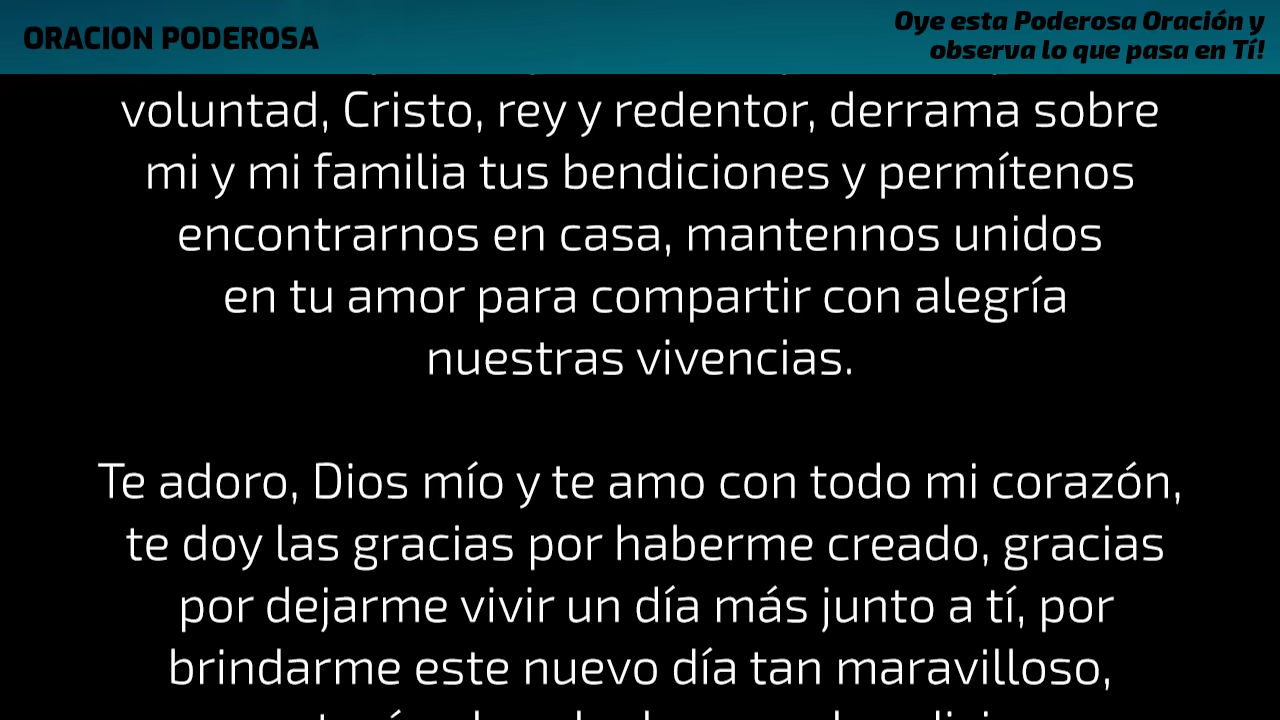 ORACION PODEROSA
Oye esta Poderosa Oración y
observa lo que pasa en Tí!
voluntad, Cristo, rey y redentor, derrama sobre
mi y mi familia tus bendiciones y permítenos
encontrarnos en casa, mantennos unidos
en tu amor para compartir con alegría
nuestras vivencias.
Te adoro, Dios mío y te amo con todo mi corazón,
te doy las gracias por haberme creado, gracias
por dejarme vivir un día más junto a tí, por
brindarme este nuevo día tan maravilloso,